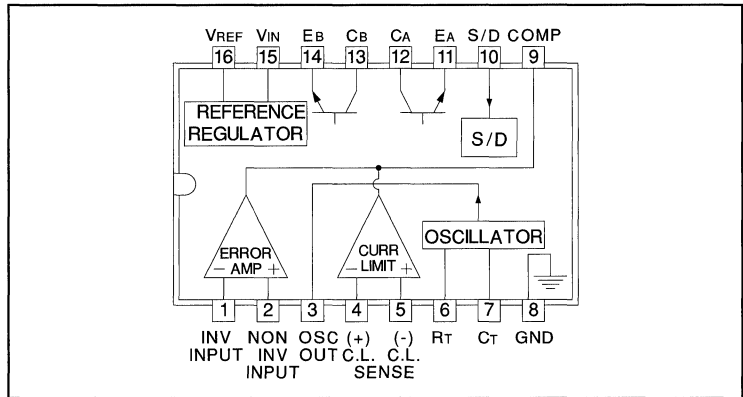 VREF VIN EB CB CA EA S/D COMP
16 15 14 13 12 11 10 9
REFERENCE
REGULATOR
S/D
ERROR
- AMP +
CURR
- LIMIT +
OSCILLATOR
1 2 3 4 5 6 7 8
INV NON OSC (+) (-) RT CT GND
INPUT INV OUT C.L. C.L.
INPUT SENSE